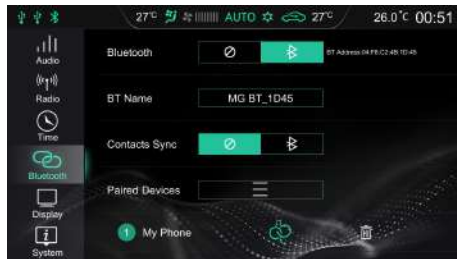 27°C AUTO 27°C 26.0°C 00:51
Audio
Radio
Time
Bluetooth
Display
System
Bluetooth BT Address:04:F8:C2:4B:1D:45
BT Name MG BT_1D45
Contacts Sync
Paired Devices
1 My Phone